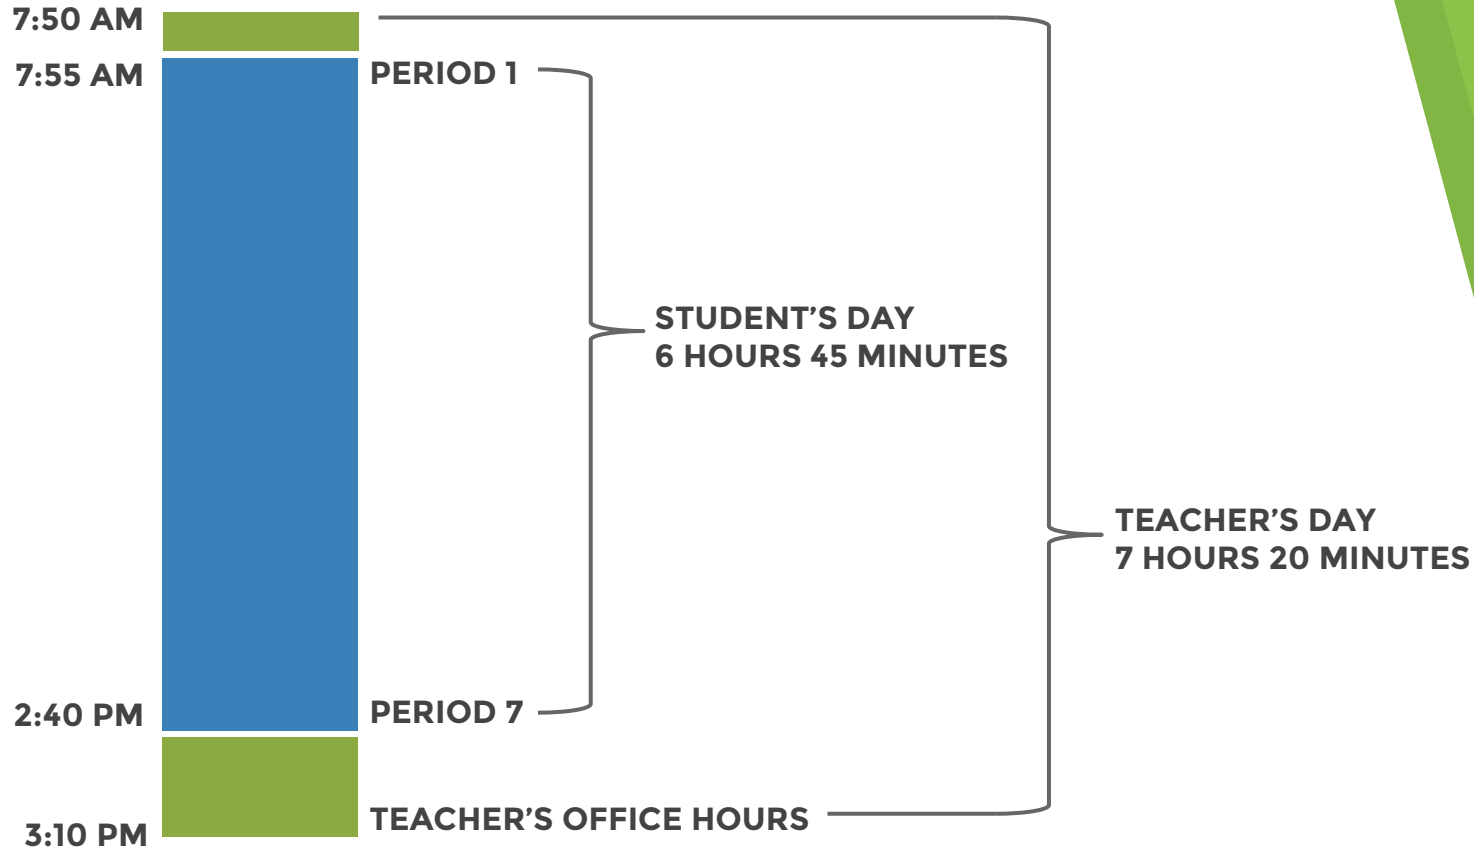 7:50 AM
7:55 AM
PERIOD 1
STUDENT’S DAY
6 HOURS 45 MINUTES
TEACHER’S DAY
7 HOURS 20 MINUTES
2:40 PM
PERIOD 7
TEACHER’S OFFICE HOURS
3:10 PM